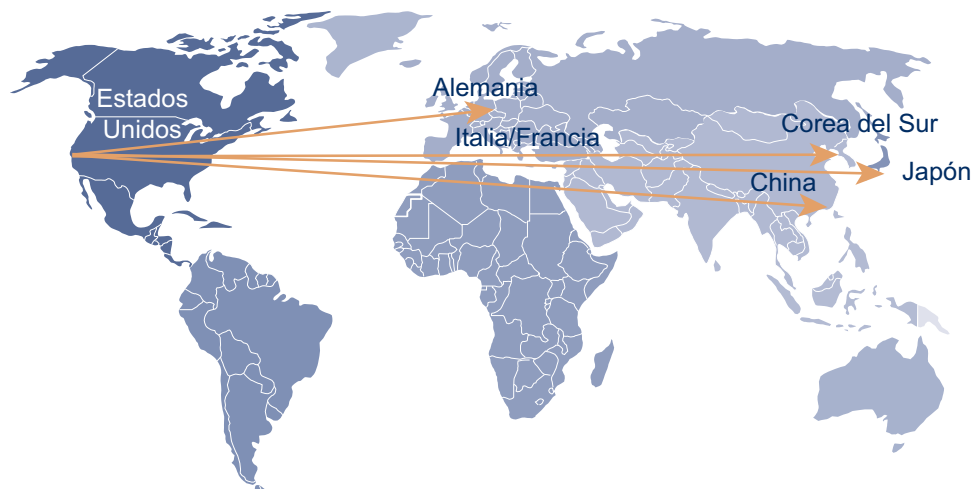 Alemania
Estados
Unidos
Italia/Francia
Corea del Sur
Japón
China